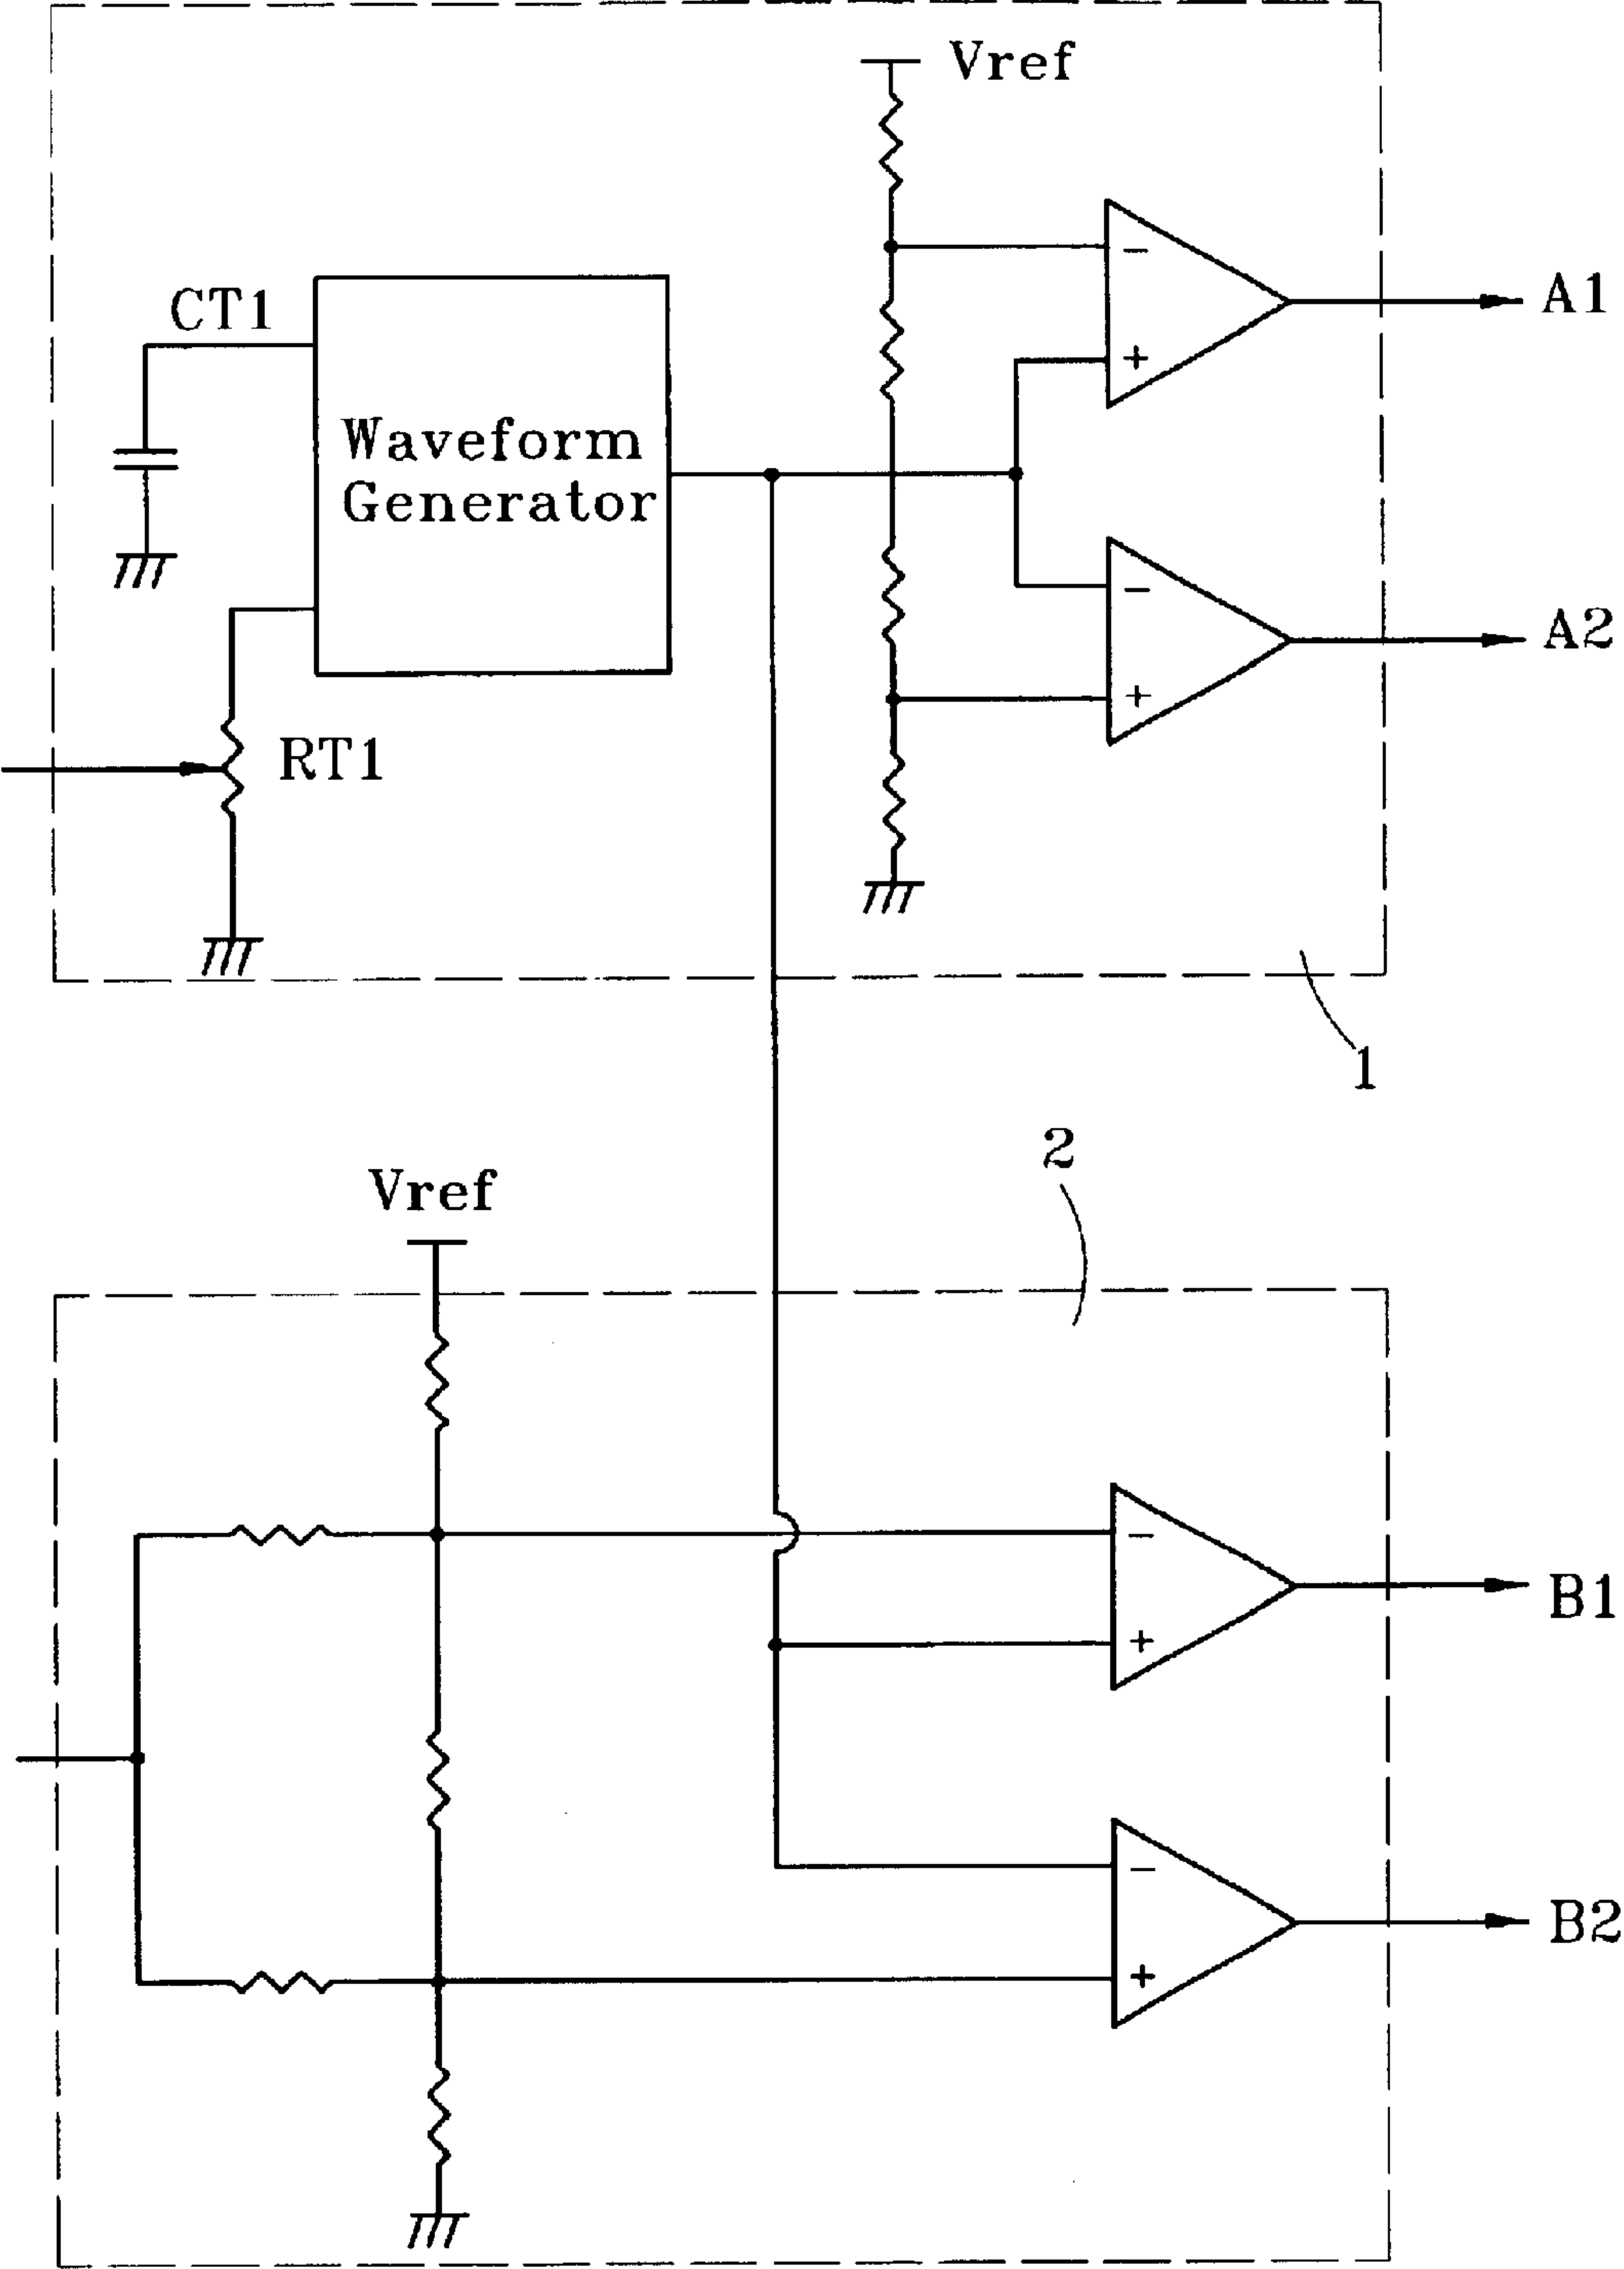 Vref
A1
CT1
Waveform
Generator
A2
RT1
1
2
Vref
B1
B2